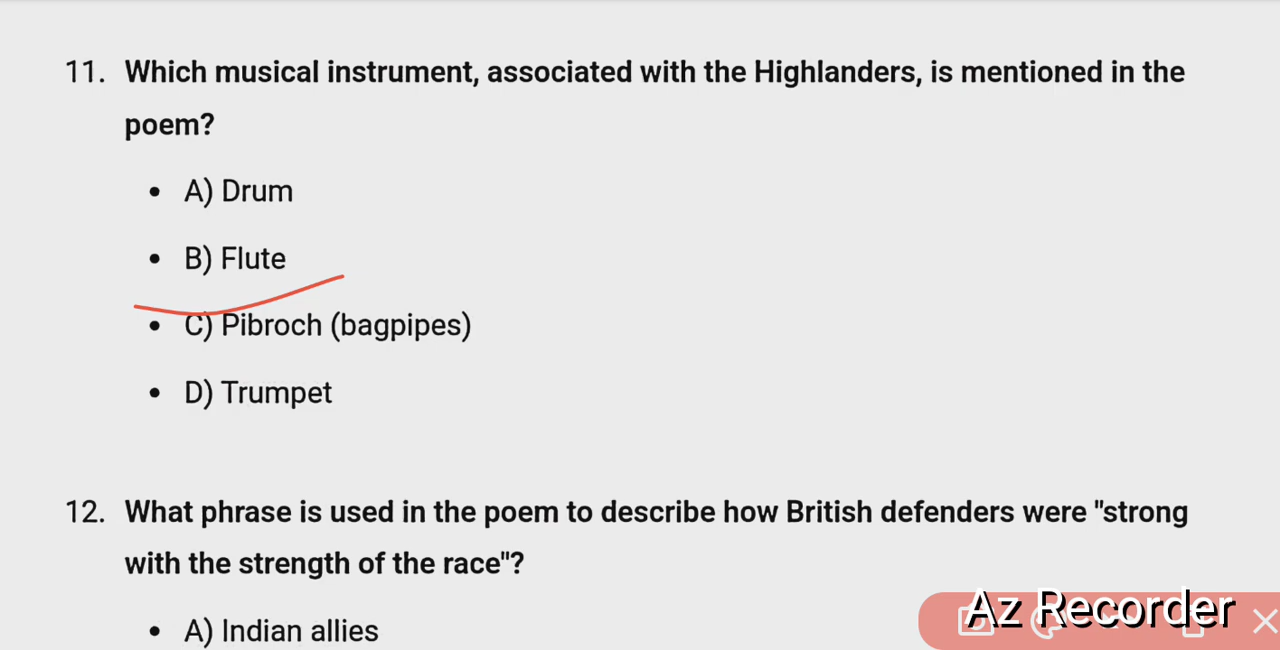 11. Which musical instrument, associated with the Highlanders, is mentioned in the
poem?
• A) Drum
• B) Flute
• C) Pibroch (bagpipes)
• D) Trumpet
12. What phrase is used in the poem to describe how British defenders were "strong
with the strength of the race"?
• A) Indian allies
Az Recorder